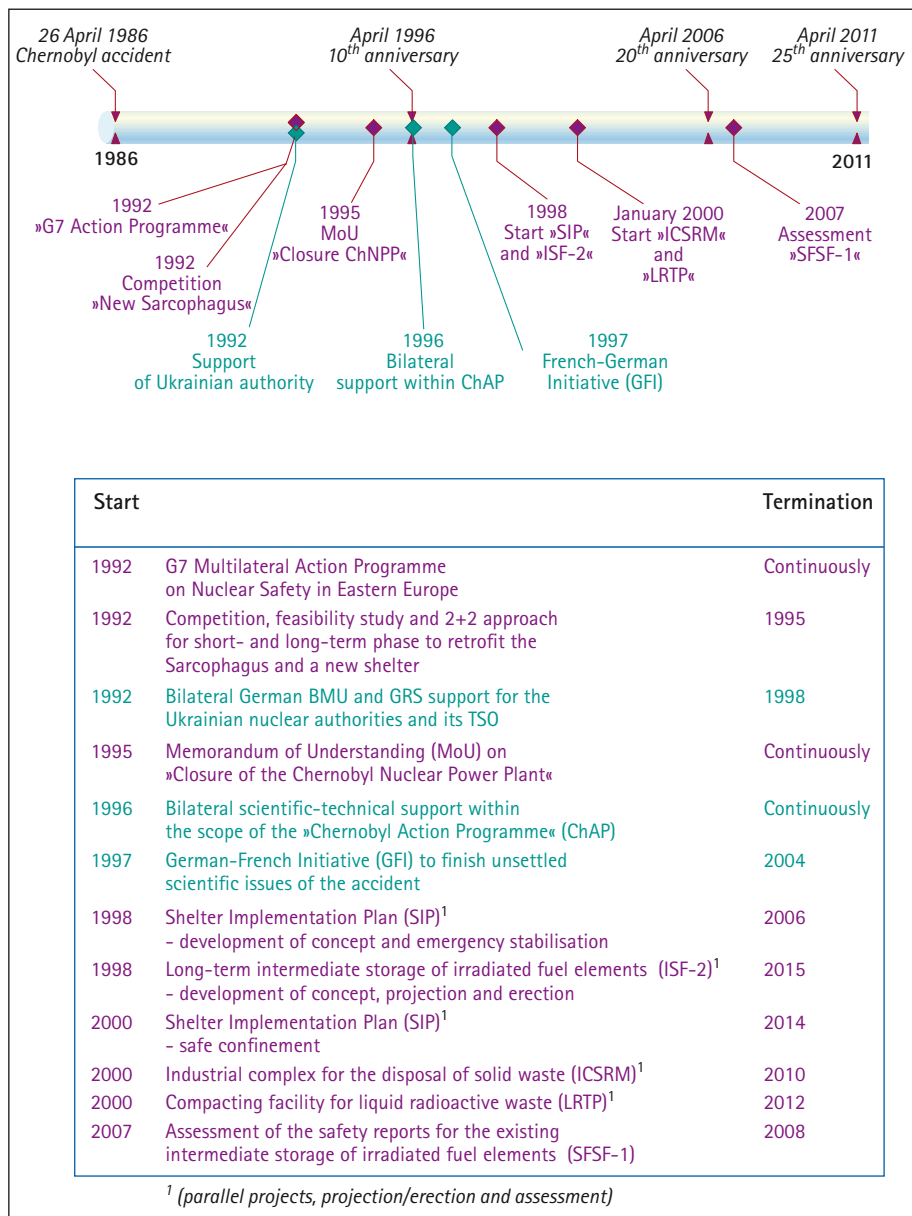 26 April 1986
Chernobyl accident
April 1996
10th anniversary
April 2006
20th anniversary
April 2011
25th anniversary
1986
2011
1992
»G7 Action Programme«
1992
Competition
»New Sarcophagus«
1995
MoU
»Closure ChNPP«
1998
Start »SIP«
and »ISF-2«
January 2000
Start »ICSRM«
and
»LRTP«
2007
Assessment
»SFSF-1«
1992
Support
of Ukrainian authority
1996
Bilateral
support within ChAP
1997
French-German
Initiative (GFI)
Start Termination
1992 G7 Multilateral Action Programme Continuously
on Nuclear Safety in Eastern Europe
1992 Competition, feasibility study and 2+2 approach 1995
for short- and long-term phase to retrofit the
Sarcophagus and a new shelter
1992 Bilateral German BMU and GRS support for the 1998
Ukrainian nuclear authorities and its TSO
1995 Memorandum of Understanding (MoU) on Continuously
»Closure of the Chernobyl Nuclear Power Plant«
1996 Bilateral scientific-technical support within Continuously
the scope of the »Chernobyl Action Programme« (ChAP)
1997 German-French Initiative (GFI) to finish unsettled 2004
scientific issues of the accident
1998 Shelter Implementation Plan (SIP)1 2006
- development of concept and emergency stabilisation
1998 Long-term intermediate storage of irradiated fuel elements (ISF-2)1 2015
- development of concept, projection and erection
2000 Shelter Implementation Plan (SIP)1 2014
- safe confinement
2000 Industrial complex for the disposal of solid waste (ICSRM)1 2010
2000 Compacting facility for liquid radioactive waste (LRTP)1 2012
2007 Assessment of the safety reports for the existing 2008
intermediate storage of irradiated fuel elements (SFSF-1)
1 (parallel projects, projection/erection and assessment)